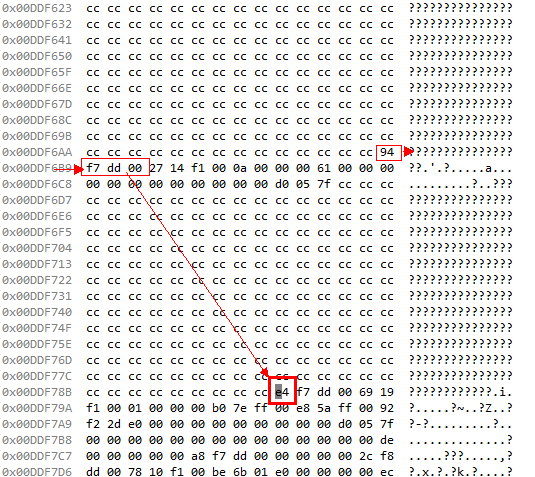 0x00DDF623 cc cc cc cc cc cc cc cc cc cc cc cc cc cc cc ???????????????
0x00DDF632 cc cc cc cc cc cc cc cc cc cc cc cc cc cc cc ???????????????
0x00DDF641 cc cc cc cc cc cc cc cc cc cc cc cc cc cc cc ???????????????
0x00DDF650 cc cc cc cc cc cc cc cc cc cc cc cc cc cc cc ???????????????
0x00DDF65F cc cc cc cc cc cc cc cc cc cc cc cc cc cc cc ???????????????
0x00DDF66E cc cc cc cc cc cc cc cc cc cc cc cc cc cc cc ???????????????
0x00DDF67D cc cc cc cc cc cc cc cc cc cc cc cc cc cc cc ???????????????
0x00DDF68C cc cc cc cc cc cc cc cc cc cc cc cc cc cc cc ???????????????
0x00DDF69B cc cc cc cc cc cc cc cc cc cc cc cc cc cc cc ???????????????
0x00DDF6AA cc cc cc cc cc cc cc cc cc cc cc cc cc cc 94 ???????????????
0x00DDF6B9 f7 dd 00 27 14 f1 00 0a 00 00 00 61 00 00 00 ??.'.?.....a...
0x00DDF6C8 00 00 00 00 00 00 00 00 00 d0 05 7f cc cc cc .........?..???
0x00DDF6D7 cc cc cc cc cc cc cc cc cc cc cc cc cc cc cc ???????????????
0x00DDF6E6 cc cc cc cc cc cc cc cc cc cc cc cc cc cc cc ???????????????
0x00DDF6F5 cc cc cc cc cc cc cc cc cc cc cc cc cc cc cc ???????????????
0x00DDF704 cc cc cc cc cc cc cc cc cc cc cc cc cc cc cc ???????????????
0x00DDF713 cc cc cc cc cc cc cc cc cc cc cc cc cc cc cc ???????????????
0x00DDF722 cc cc cc cc cc cc cc cc cc cc cc cc cc cc cc ???????????????
0x00DDF731 cc cc cc cc cc cc cc cc cc cc cc cc cc cc cc ???????????????
0x00DDF740 cc cc cc cc cc cc cc cc cc cc cc cc cc cc cc ???????????????
0x00DDF74F cc cc cc cc cc cc cc cc cc cc cc cc cc cc cc ???????????????
0x00DDF75E cc cc cc cc cc cc cc cc cc cc cc cc cc cc cc ???????????????
0x00DDF76D cc cc cc cc cc cc cc cc cc cc cc cc cc cc cc ???????????????
0x00DDF77C cc cc cc cc cc cc cc cc cc cc cc cc cc cc cc ???????????????
0x00DDF78B cc cc cc cc cc cc cc cc cc e4 f7 dd 00 69 19 ????????????.i.
0x00DDF79A f1 00 01 00 00 00 b0 7e ff 00 e8 5a ff 00 92 ?.....?~..?Z..?
0x00DDF7A9 f2 2d e0 00 00 00 00 00 00 00 00 00 d0 05 7f ?-?.........?..
0x00DDF7B8 00 00 00 00 00 00 00 00 00 00 00 00 00 00 de ..............?
0x00DDF7C7 00 00 00 00 00 a8 f7 dd 00 00 00 00 00 2c f8 .....???.....,?
0x00DDF7D6 dd 00 78 10 f1 00 be 6b 01 e0 00 00 00 00 ec ?.x.?.?k.?....?